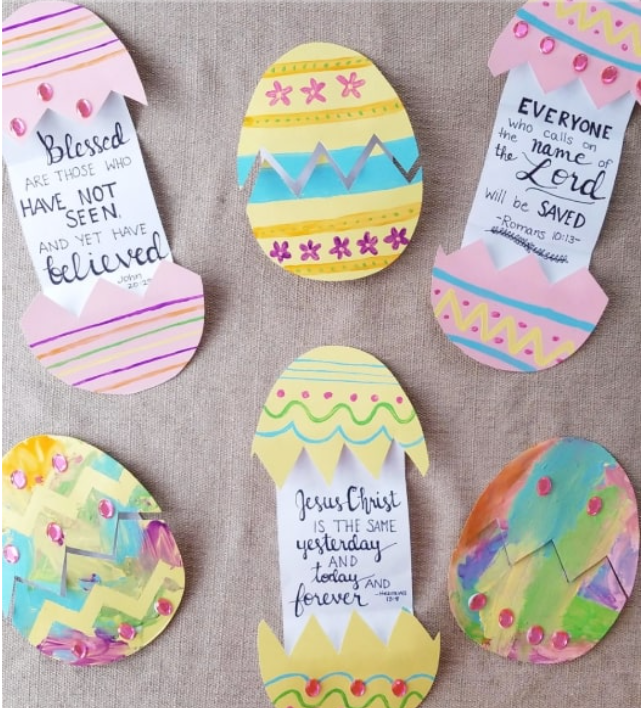 Blessed
ARE THOSE WHO
HAVE NOT
SEEN,
AND YET HAVE
believed
John
EVERYONE
who calls on
the name of
the Lord
will be SAVED
-Romans 10:13-
Jesus Christ
IS THE SAME
yesterday
AND
today AND
forever
-HEBREWS
13:8